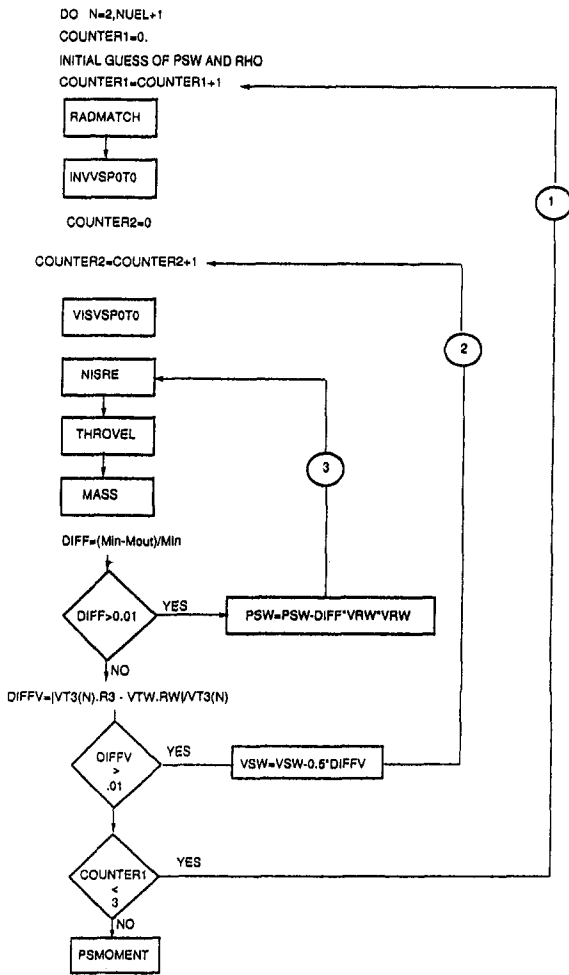 DO N=2,NUEL+1
COUNTER1=0.
INITIAL GUESS OF PSW AND RHO
COUNTER1=COUNTER1+1
RADMATCH
INVVSP0T0
1
COUNTER2=0
COUNTER2=COUNTER2+1
VISVSP0T0
2
NISRE
THROVEL
3
MASS
DIFF=(Min-Mout)/Min
DIFF>0.01
YES
PSW=PSW-DIFF*VRW*VRW
NO
DIFFV=|VT3(N).R3 - VTW.RW|/VT3(N)
DIFFV
>
.01
YES
VSW=VSW-0.5*DIFFV
COUNTER1
<
3
YES
NO
PSMOMENT